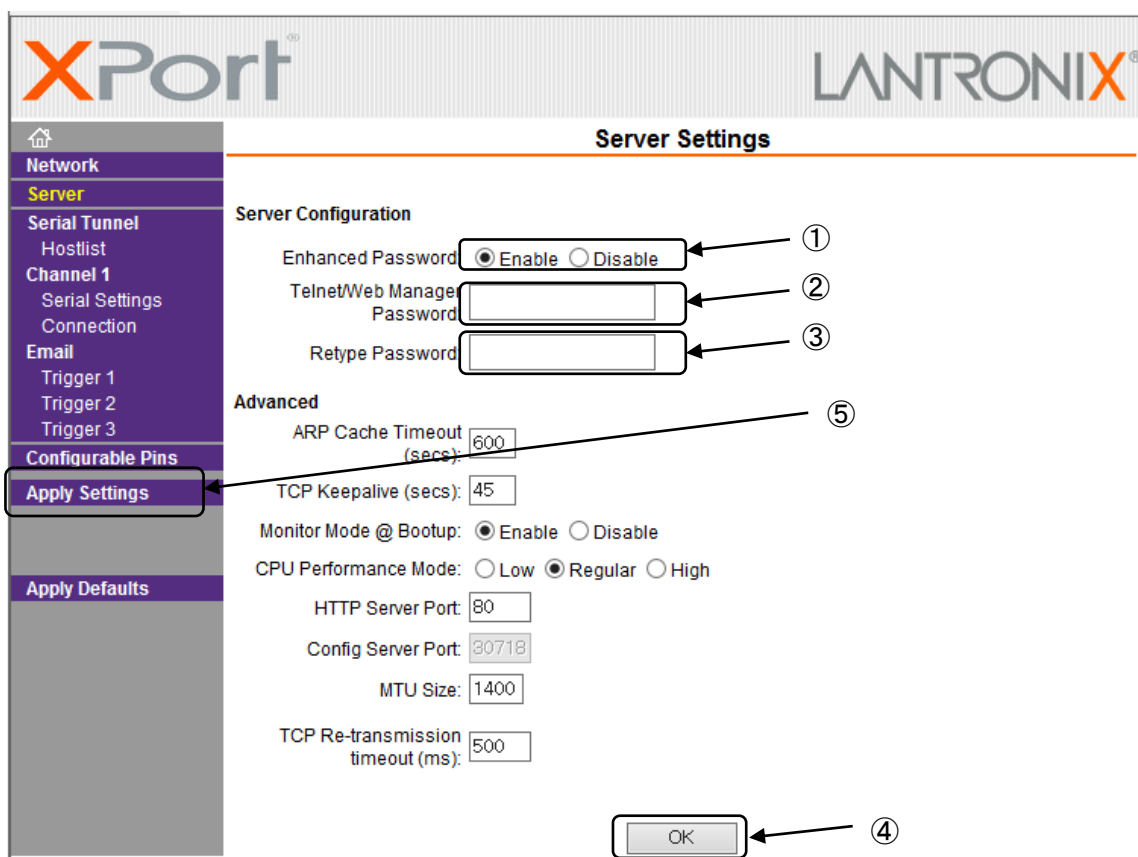 XPort®
LANTRONIX®
Server Settings
Network
Server
Serial Tunnel
Hostlist
Channel 1
Serial Settings
Connection
Email
Trigger 1
Trigger 2
Trigger 3
Configurable Pins
Apply Settings
Apply Defaults
Server Configuration
Enhanced Password Enable Disable ①
Telnet/Web Manager
Password ②
Retype Password ③
Advanced
⑤
ARP Cache Timeout
(secs): 600
TCP Keepalive (secs): 45
Monitor Mode @ Bootup: Enable Disable
CPU Performance Mode: Low Regular High
HTTP Server Port: 80
Config Server Port: 30718
MTU Size: 1400
TCP Re-transmission
timeout (ms): 500
OK ④